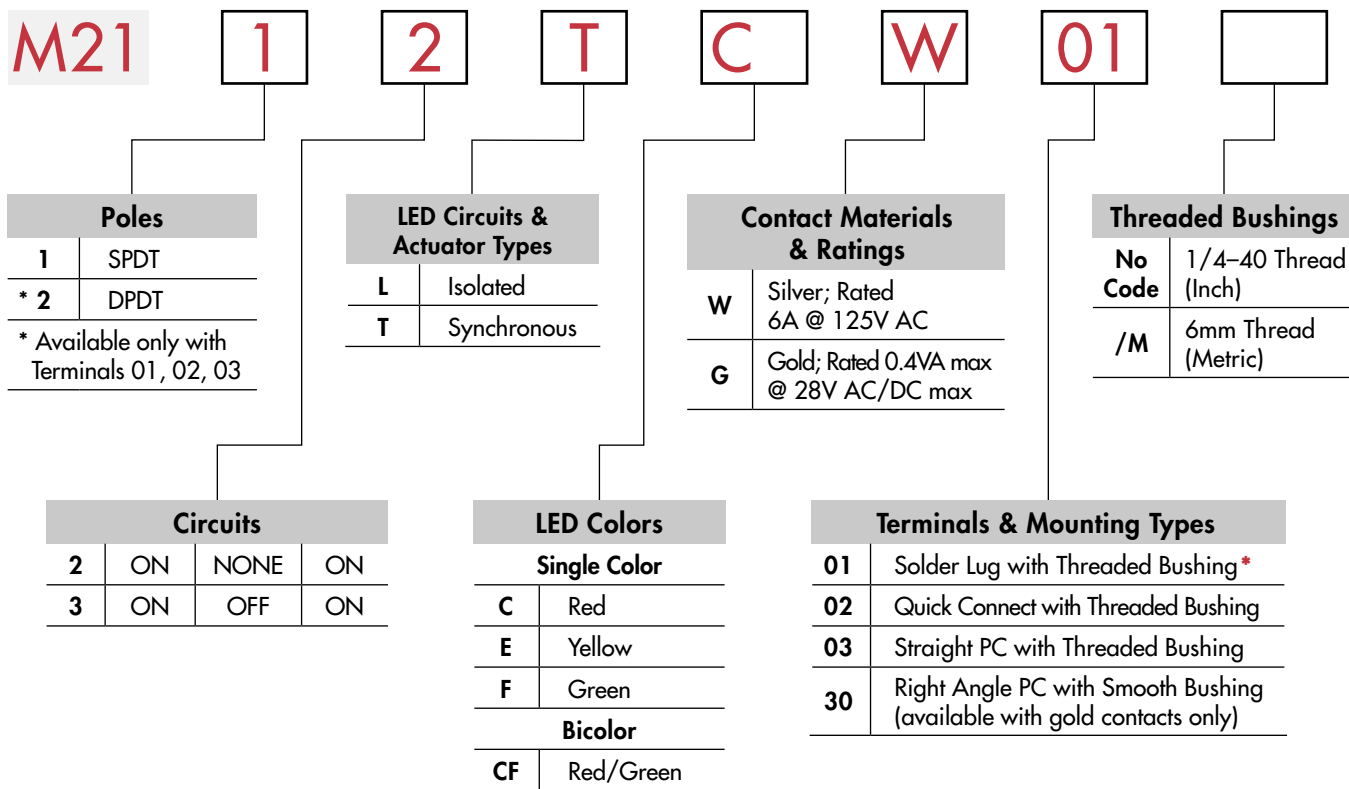 M21 1 2 T C W 01
Poles
1 SPDT
* 2 DPDT
* Available only with
Terminals 01, 02, 03
LED Circuits &
Actuator Types
L Isolated
T Synchronous
Contact Materials
& Ratings
W Silver; Rated
6A @ 125V AC
G Gold; Rated 0.4VA max
@ 28V AC/DC max
Threaded Bushings
No
Code
1/4–40 Thread
(Inch)
/M 6mm Thread
(Metric)
Circuits
2 ON NONE ON
3 ON OFF ON
LED Colors
Single Color
C Red
E Yellow
F Green
Bicolor
CF Red/Green
Terminals & Mounting Types
01 Solder Lug with Threaded Bushing*
02 Quick Connect with Threaded Bushing
03 Straight PC with Threaded Bushing
30 Right Angle PC with Smooth Bushing
(available with gold contacts only)